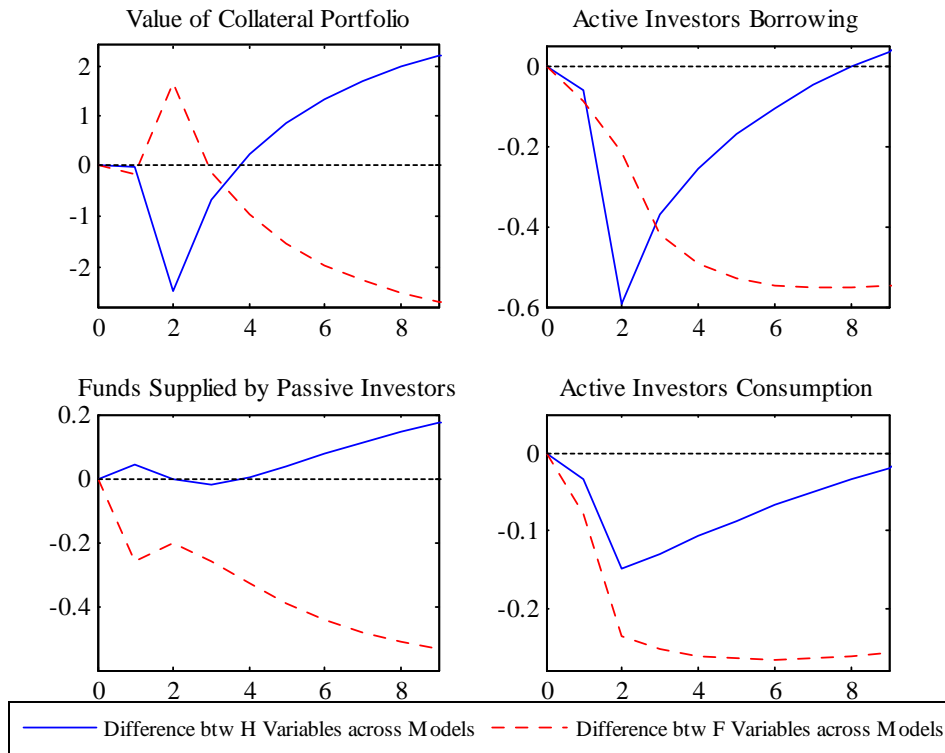 Value of Collateral Portfolio
2
1
0
-1
-2
0 2 4 6 8
Active Investors Borrowing
0
-0.2
-0.4
-0.6
0 2 4 6 8
Funds Supplied by Passive Investors
0.2
0
-0.2
-0.4
0 2 4 6 8
Active Investors Consumption
0
-0.1
-0.2
0 2 4 6 8
Difference btw H Variables across Models
Difference btw F Variables across Models